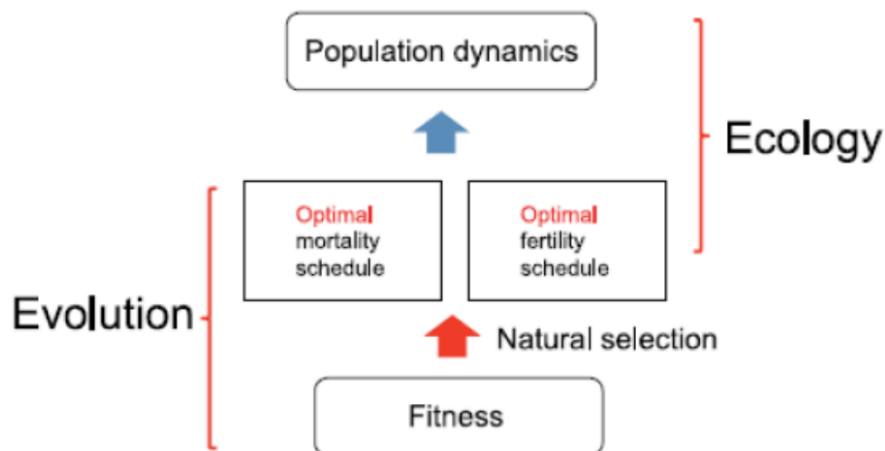 Population dynamics
Ecology
Optimal
mortality
schedule
Optimal
fertility
schedule
Evolution
Natural selection
Fitness